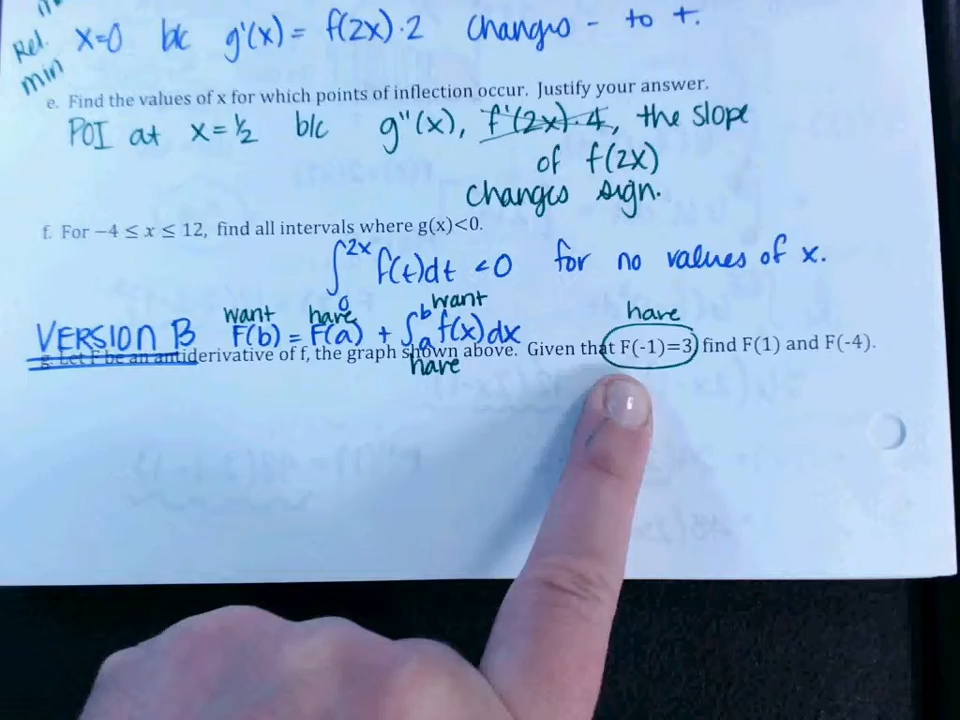 Rel. min x=0 b/c g'(x) = f(2x)·2 changes - to +.
e. Find the values of x for which points of inflection occur. Justify your answer.
POI at x=½ b/c g''(x), f'(2x)·4, the slope
of f(2x)
changes sign.
f. For −4 ≤ x ≤ 12, find all intervals where g(x)<0.
∫₀²ˣ f(t)dt <0 for no values of x.
want have want have
VERSION B F(b) = F(a) + ∫ₐᵇ f(x)dx
g. Let F be an antiderivative of f, the graph shown above. Given that F(-1)=3, find F(1) and F(-4).
have